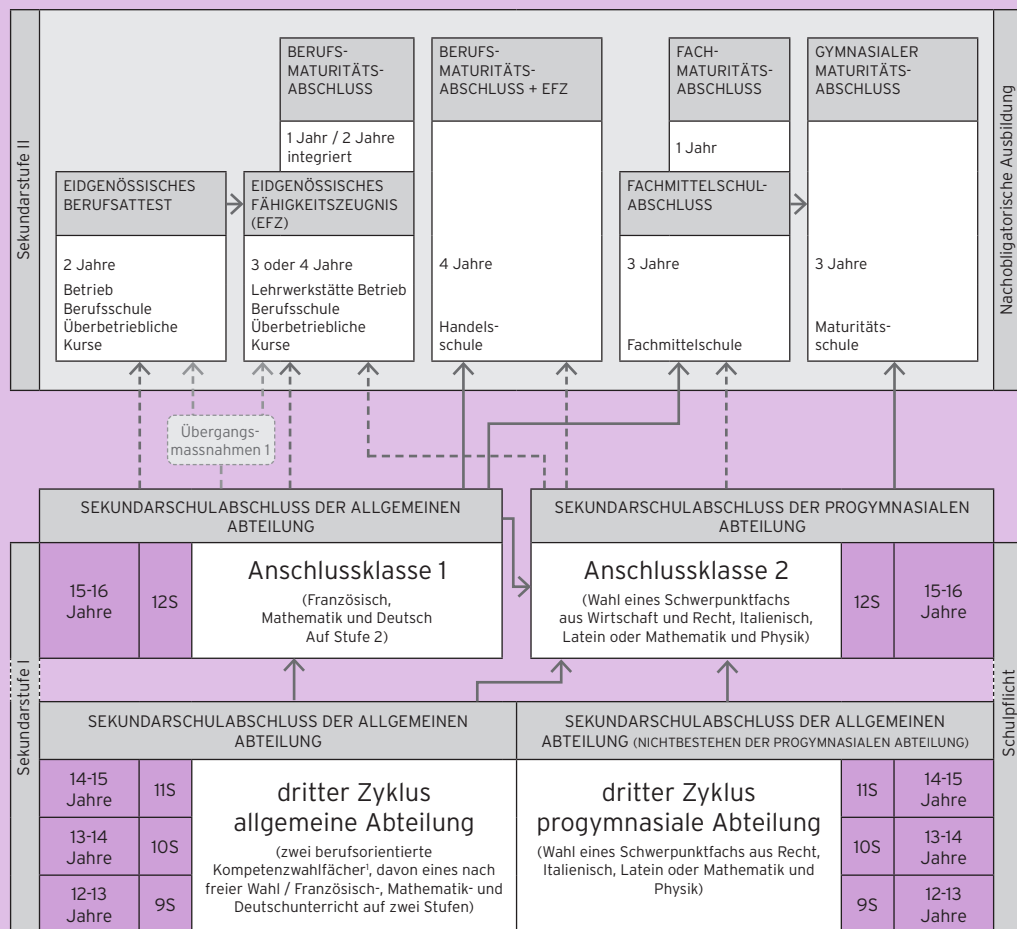 Sekundarstufe II
BERUFS-
MATURITÄTS-
ABSCHLUSS
1 Jahr / 2 Jahre
integriert
BERUFS-
MATURITÄTS-
ABSCHLUSS + EFZ
FACH-
MATURITÄTS-
ABSCHLUSS
1 Jahr
GYMNASIALER
MATURITÄTS-
ABSCHLUSS
Nachobligatorische Ausbildung
EIDGENÖSSISCHES
BERUFSATTEST
2 Jahre
Betrieb
Berufsschule
Überbetriebliche
Kurse
EIDGENÖSSISCHES
FÄHIGKEITSZEUGNIS
(EFZ)
3 oder 4 Jahre
Lehrwerkstätte Betrieb
Berufsschule
Überbetriebliche
Kurse
4 Jahre
Handels-
schule
FACHMITTELSCHUL-
ABSCHLUSS
3 Jahre
Fachmittelschule
3 Jahre
Maturitäts-
schule
Übergangs-
massnahmen 1
SEKUNDARSCHULABSCHLUSS DER ALLGEMEINEN
ABTEILUNG
SEKUNDARSCHULABSCHLUSS DER PROGYMNASIALEN
ABTEILUNG
Sekundarstufe I
15-16
Jahre
12S
Anschlussklasse 1
(Französisch,
Mathematik und Deutsch
Auf Stufe 2)
Anschlussklasse 2
(Wahl eines Schwerpunktfachs
aus Wirtschaft und Recht, Italienisch,
Latein oder Mathematik und Physik)
12S
15-16
Jahre
Schulpflicht
SEKUNDARSCHULABSCHLUSS DER ALLGEMEINEN
ABTEILUNG
SEKUNDARSCHULABSCHLUSS DER ALLGEMEINEN
ABTEILUNG (NICHTBESTEHEN DER PROGYMNASIALEN ABTEILUNG)
14-15
Jahre
11S
13-14
Jahre
10S
12-13
Jahre
9S
dritter Zyklus
allgemeine Abteilung
(zwei berufsorientierte
Kompetenzwahlfächer¹, davon eines nach
freier Wahl / Französisch-, Mathematik- und
Deutschunterricht auf zwei Stufen)
dritter Zyklus
progymnasiale Abteilung
(Wahl eines Schwerpunktfachs aus Recht,
Italienisch, Latein oder Mathematik und
Physik)
11S
14-15
Jahre
10S
13-14
Jahre
9S
12-13
Jahre